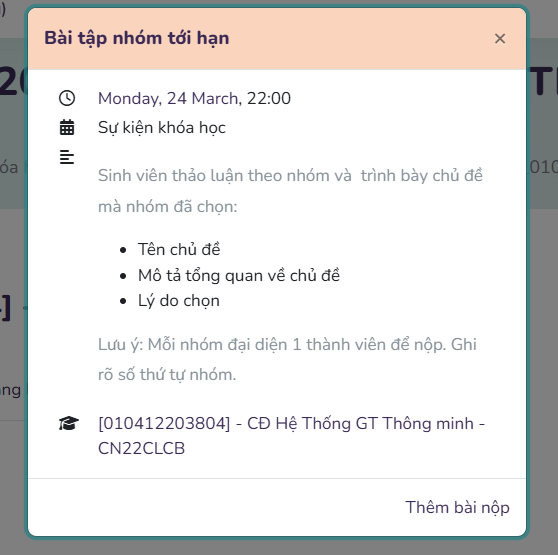 Bài tập nhóm tới hạn
×
Monday, 24 March, 22:00
Sự kiện khóa học
Sinh viên thảo luận theo nhóm và  trình bày chủ đề
mà nhóm đã chọn:
• Tên chủ đề
• Mô tả tổng quan về chủ đề
• Lý do chọn
Lưu ý: Mỗi nhóm đại diện 1 thành viên để nộp. Ghi
rõ số thứ tự nhóm.
[010412203804] - CĐ Hệ Thống GT Thông minh -
CN22CLCB
Thêm bài nộp